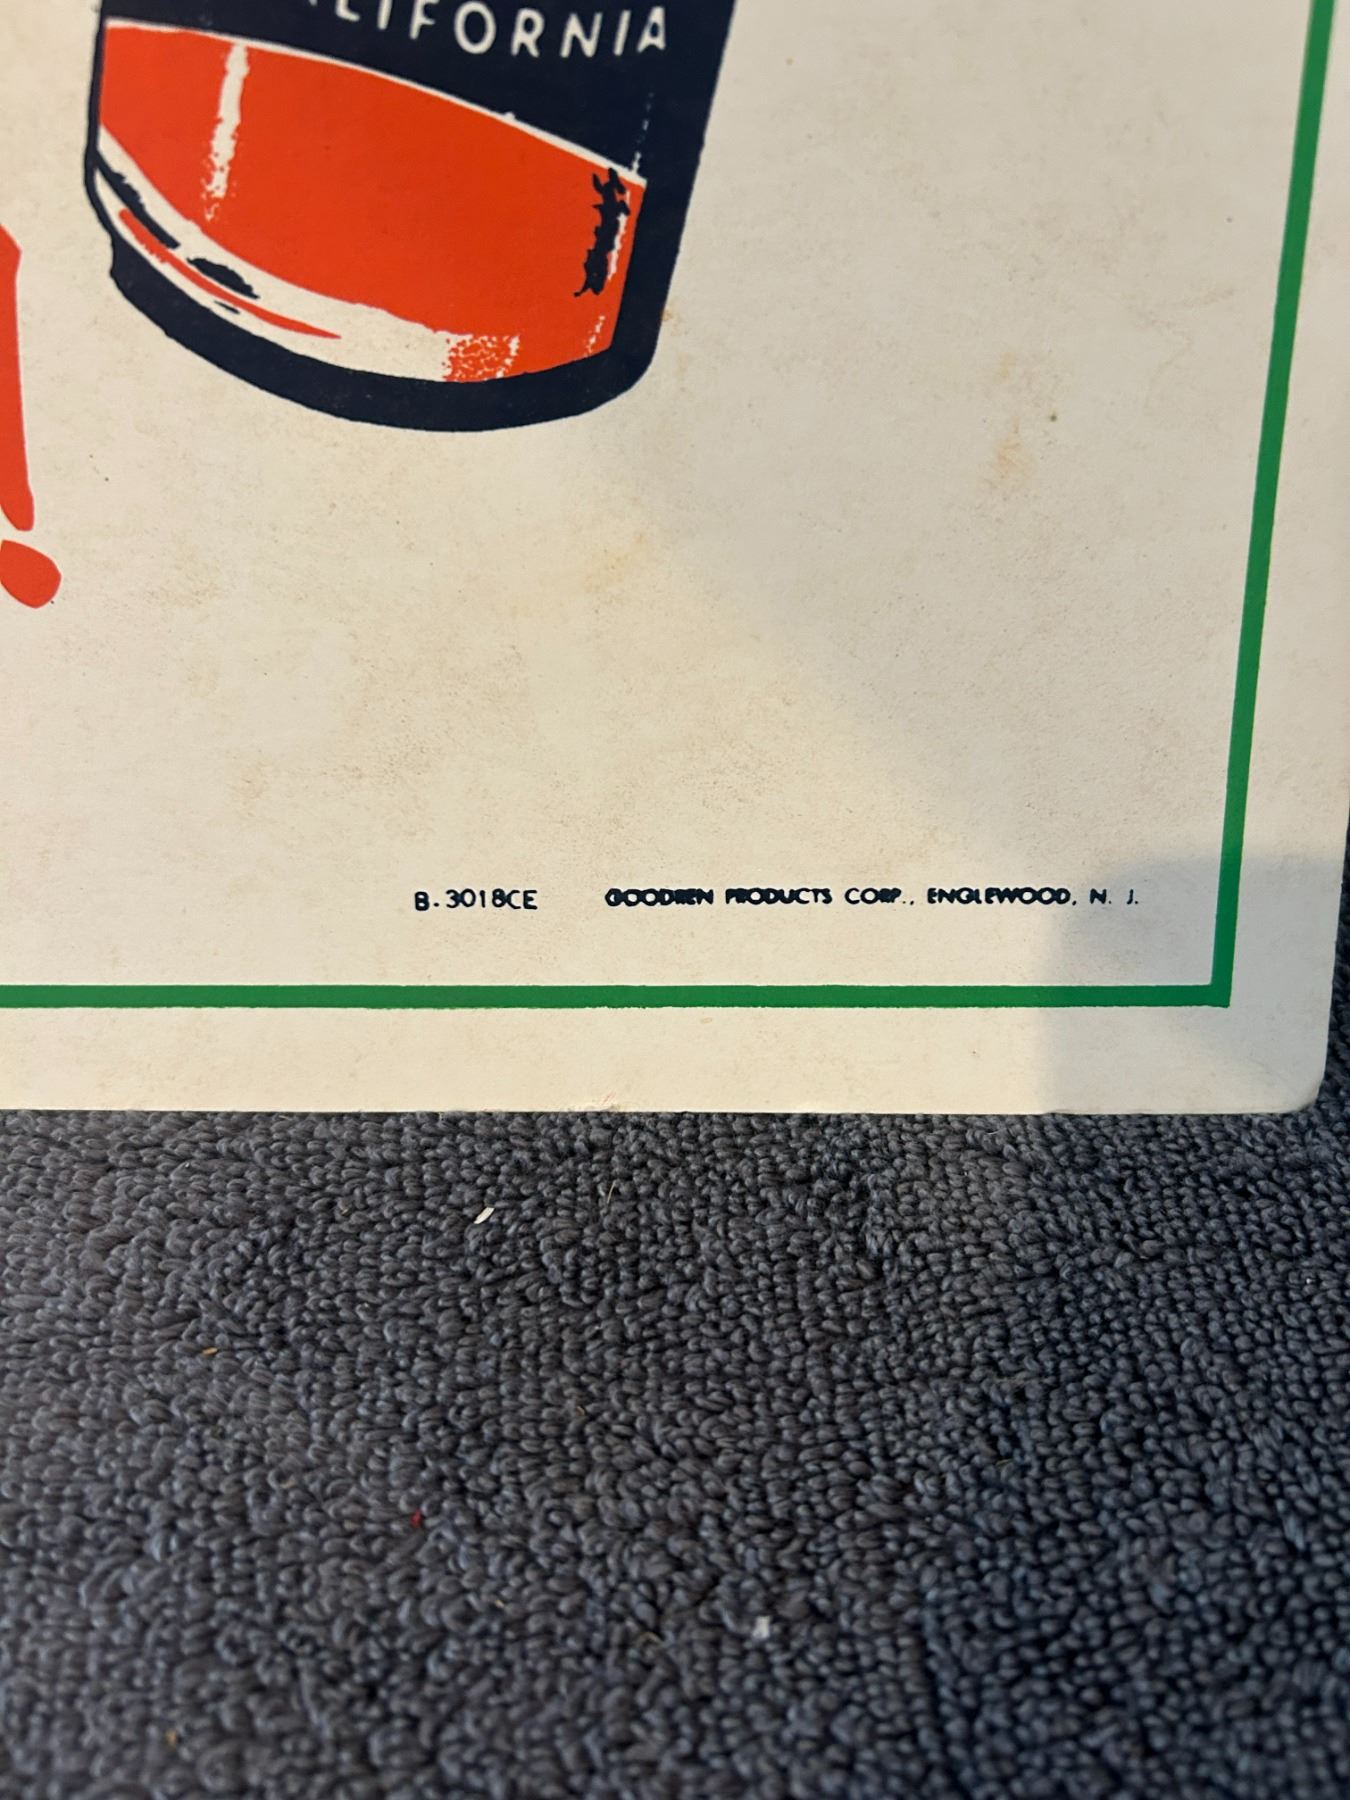 LIFORNIA
!
B-3018CE GOODREN PRODUCTS CORP., ENGLEWOOD, N. J.